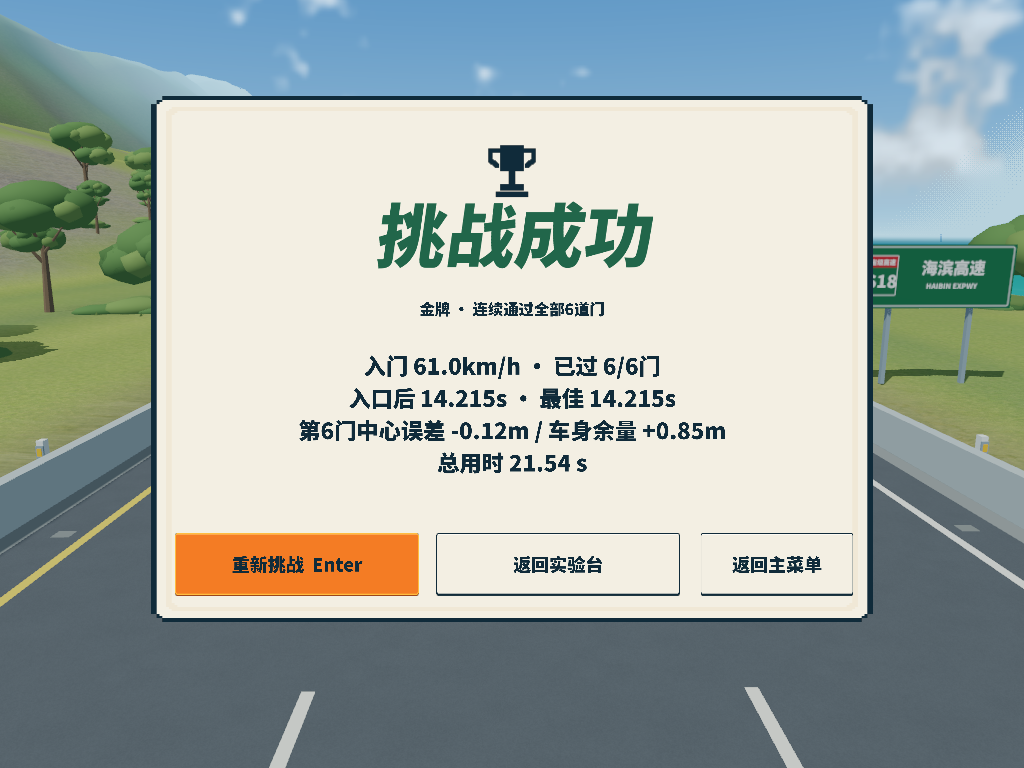 挑战成功
金牌 · 连续通过全部6道门
入门 61.0km/h · 已过 6/6门
入口后 14.215s · 最佳 14.215s
第6门中心误差 -0.12m / 车身余量 +0.85m
总用时 21.54 s
重新挑战 Enter
返回实验台
返回主菜单
海滨高速
HAIBIN EXPWY
S18